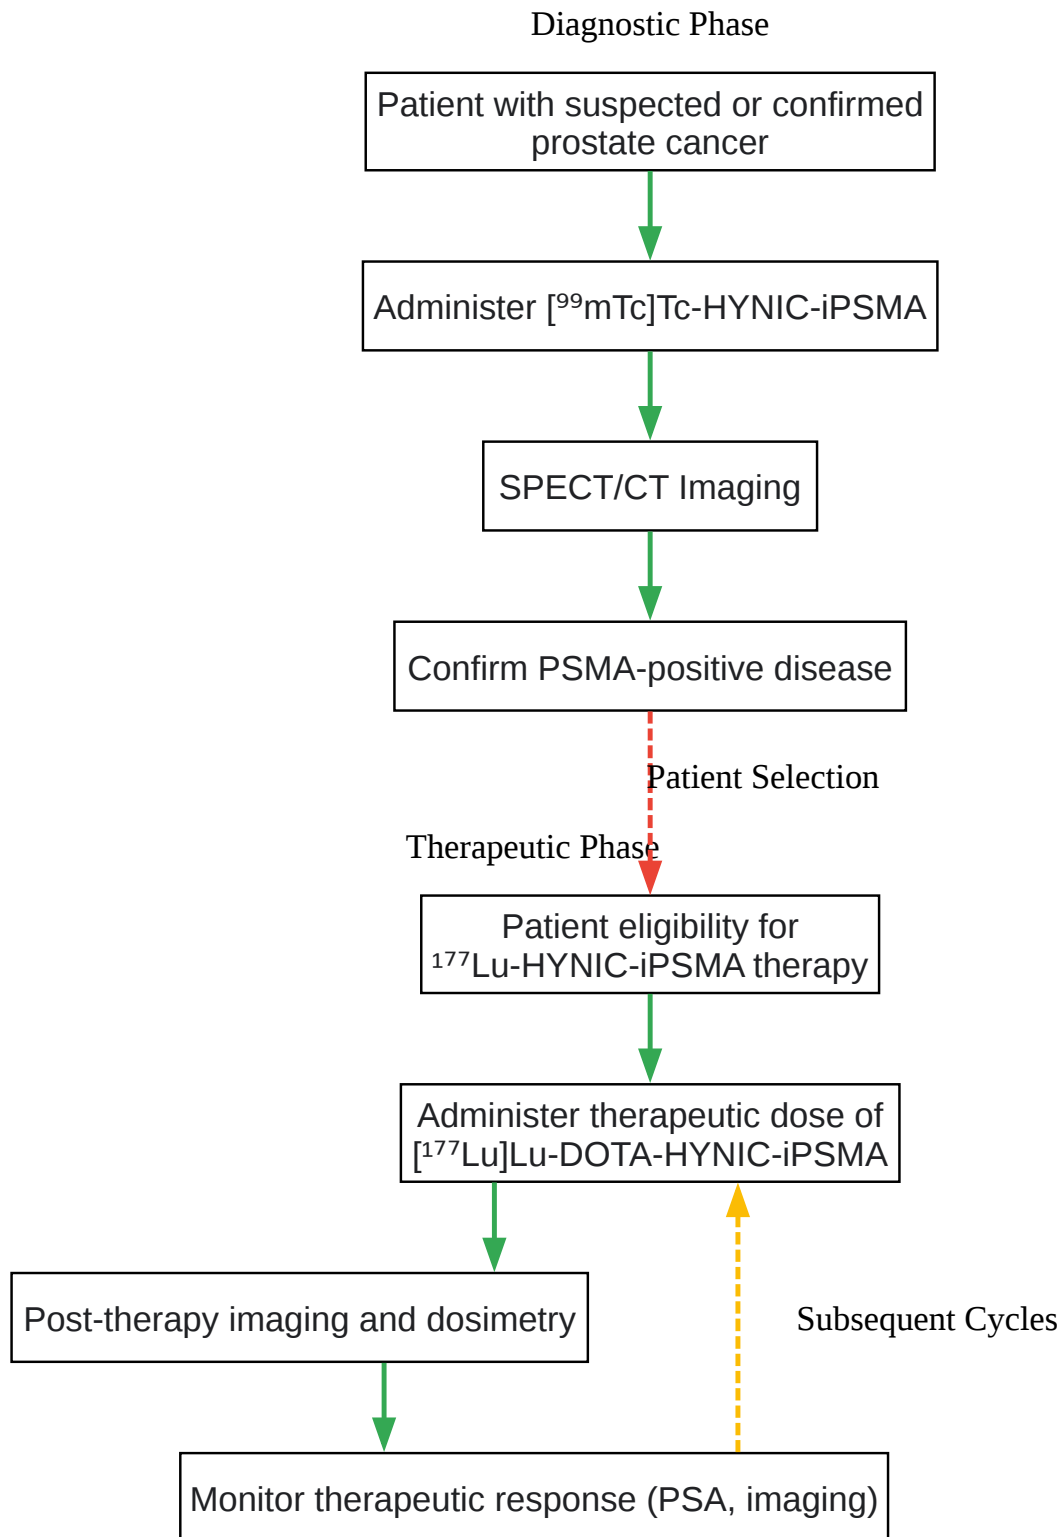 Diagnostic Phase
Patient with suspected or confirmed
prostate cancer
Administer [⁹⁹mTc]Tc-HYNIC-iPSMA
SPECT/CT Imaging
Confirm PSMA-positive disease
Patient Selection
Therapeutic Phase
Patient eligibility for
¹⁷⁷Lu-HYNIC-iPSMA therapy
Administer therapeutic dose of
[¹⁷⁷Lu]Lu-DOTA-HYNIC-iPSMA
Post-therapy imaging and dosimetry
Subsequent Cycles
Monitor therapeutic response (PSA, imaging)